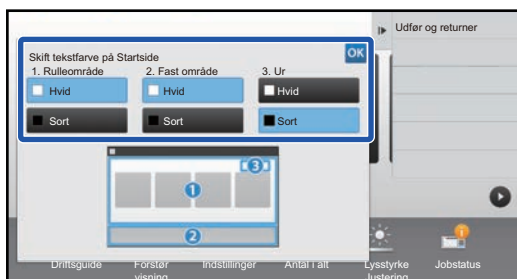 Udfør og returner
OK
Skift tekstfarve på Startside
1. Rulleområde 2. Fast område 3. Ur
Hvid Hvid Hvid
Sort Sort Sort
3
1
2
Driftsguide Forstør visning Indstillinger Antal i alt Lysstyrke justering Jobstatus